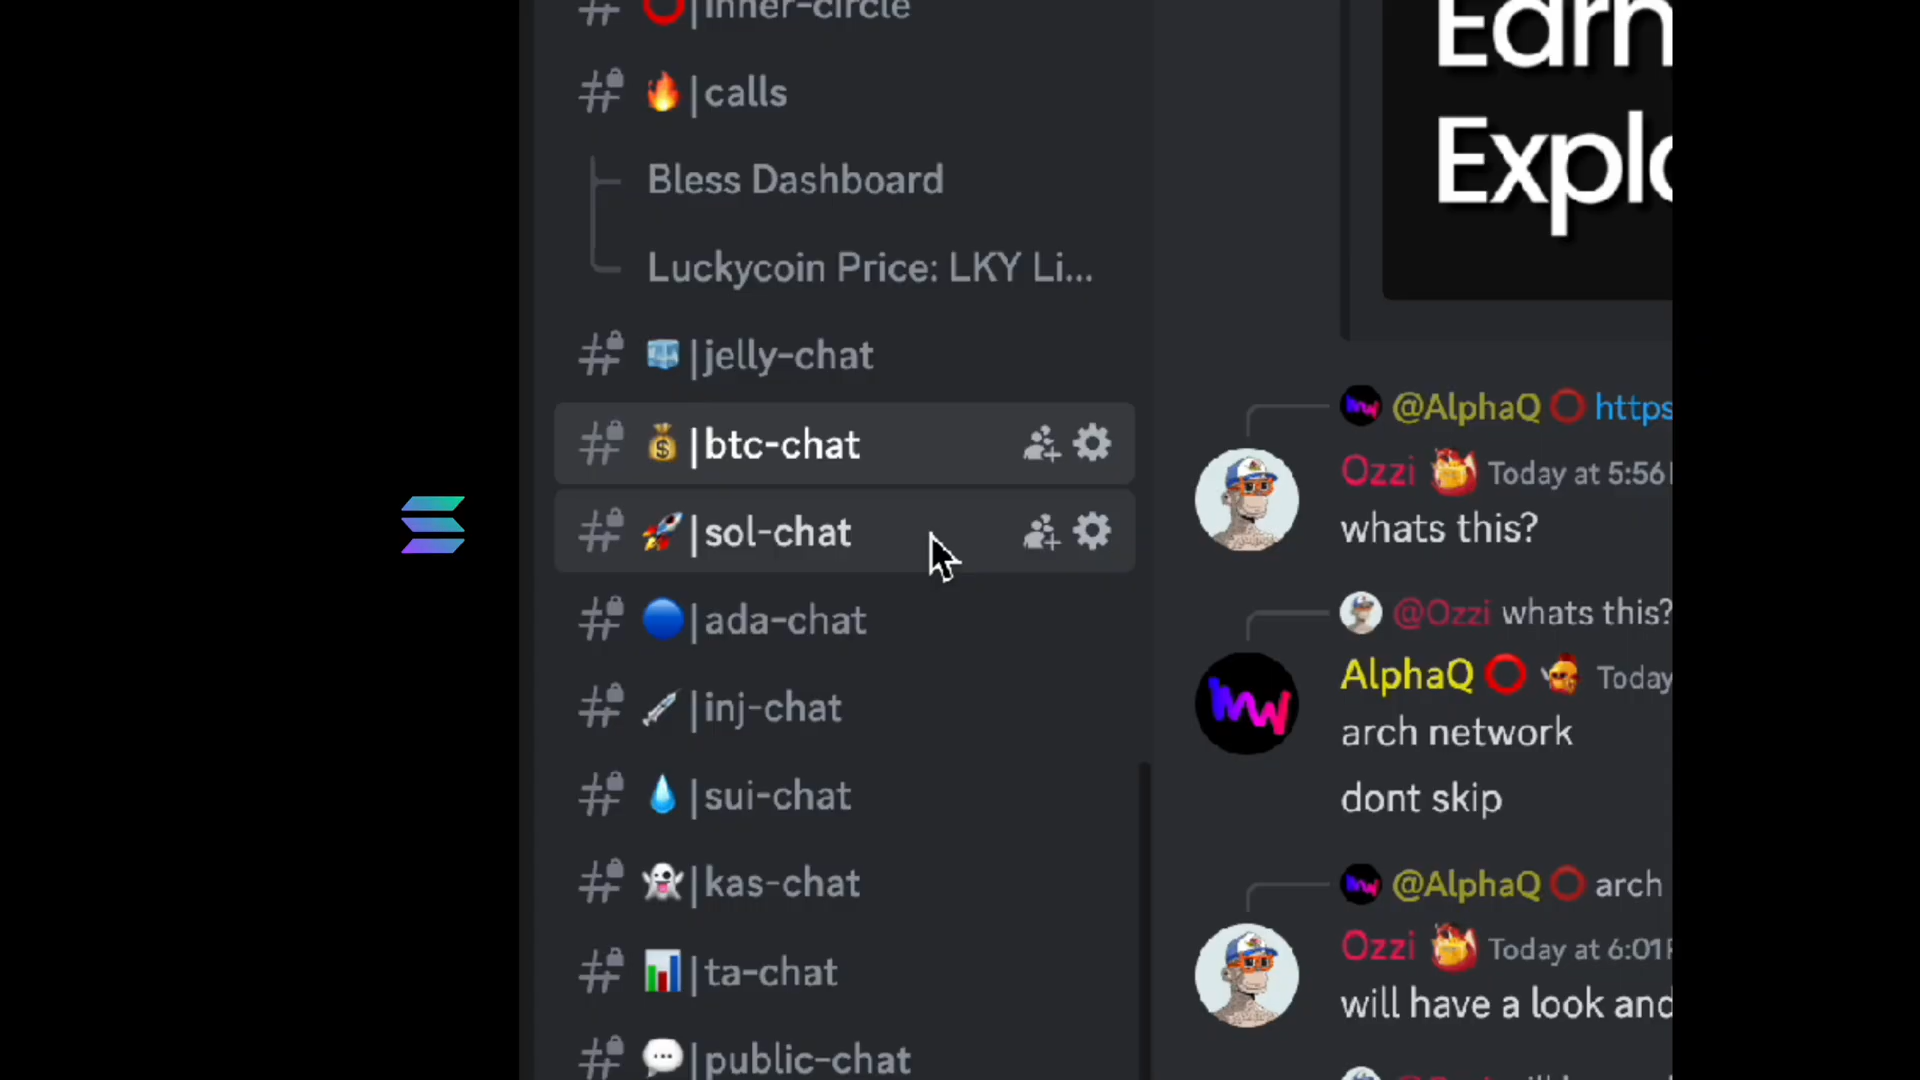 |inner-circle
|calls
Bless Dashboard
Luckycoin Price: LKY Li...
|jelly-chat
|btc-chat
|sol-chat
|ada-chat
|inj-chat
|sui-chat
|kas-chat
|ta-chat
|public-chat
Earn
Explo
@AlphaQ https
Ozzi Today at 5:56
whats this?
@Ozzi whats this?
AlphaQ Today
arch network
dont skip
@AlphaQ arch
Ozzi Today at 6:01
will have a look and